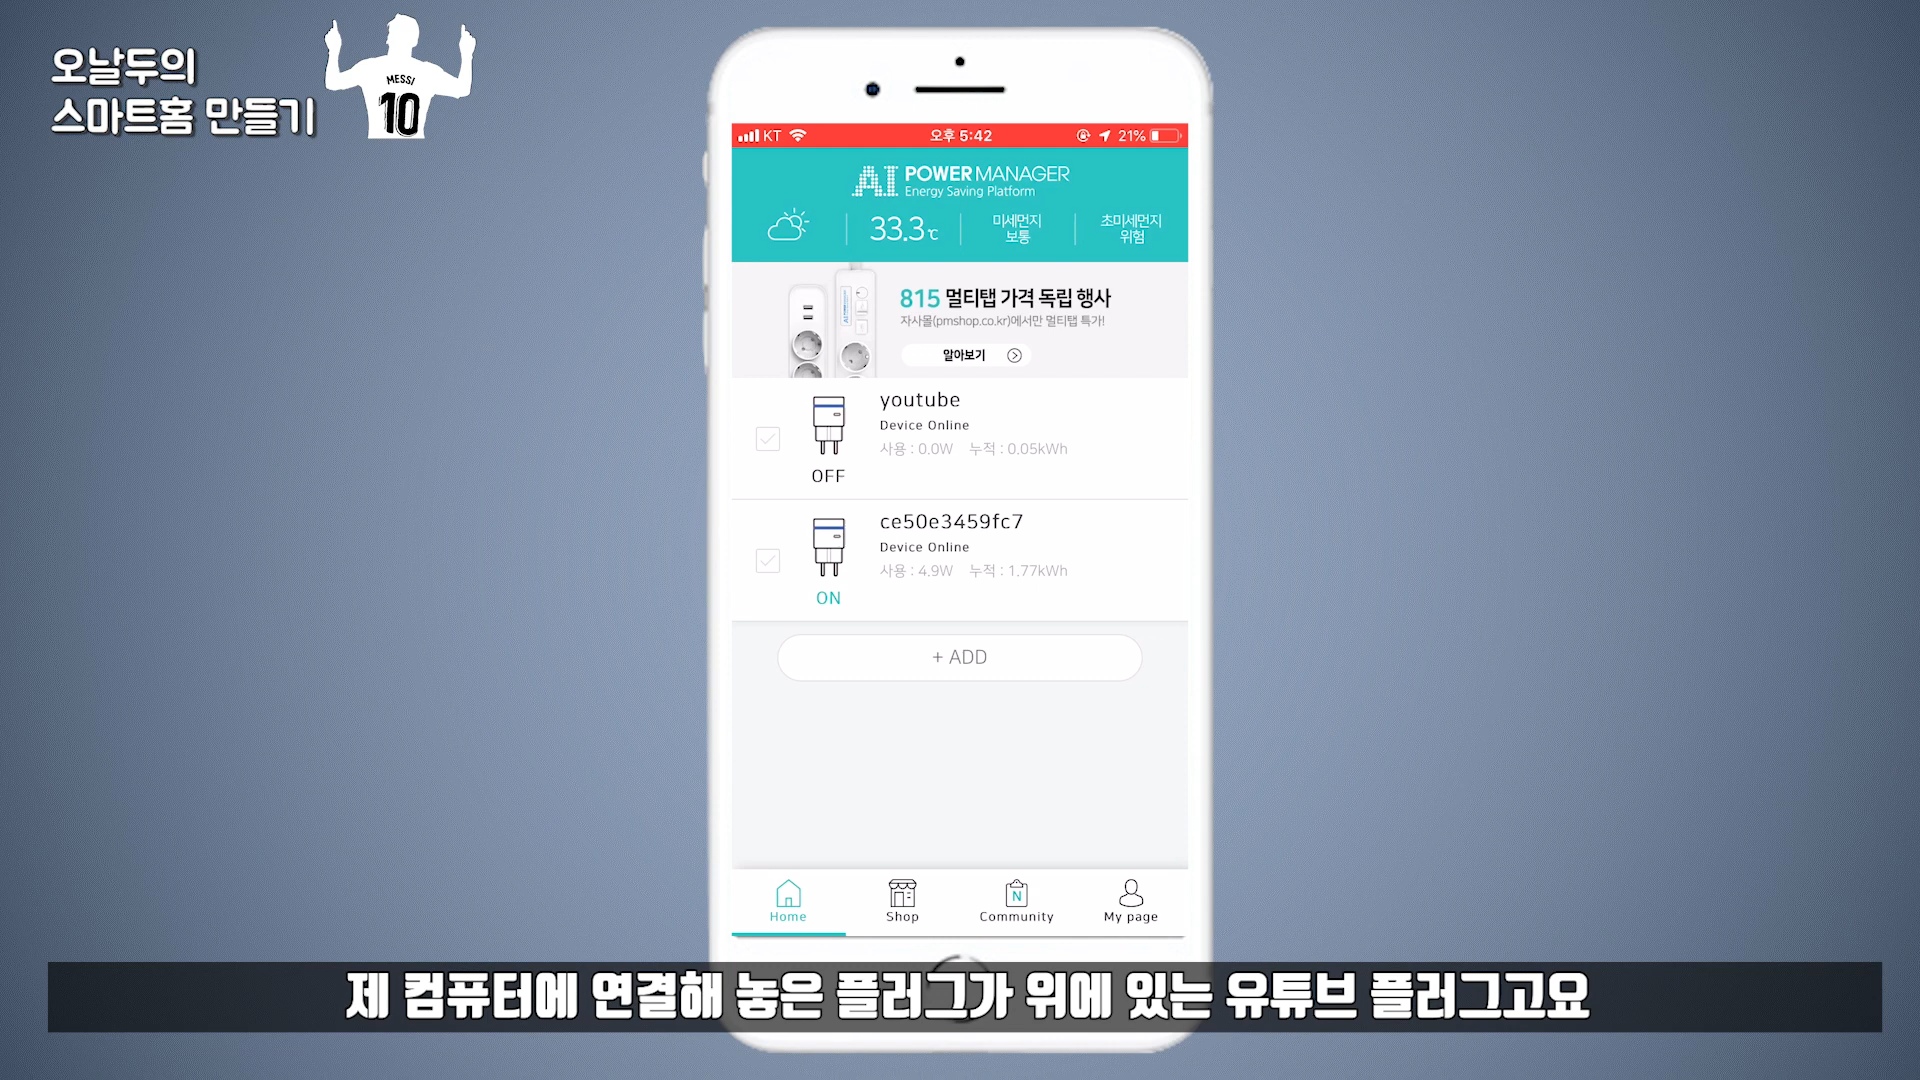 오날두의
스마트홈 만들기
MESSI
10
KT
오후 5:42
21%
AI POWER MANAGER
Energy Saving Platform
33.3℃
미세먼지
보통
초미세먼지
위험
815 멀티탭 가격 독립 행사
자사몰(pmshop.co.kr)에서만 멀티탭 특가!
알아보기
youtube
Device Online
사용 : 0.0W 누적 : 0.05kWh
OFF
ce50e3459fc7
Device Online
사용 : 4.9W 누적 : 1.77kWh
ON
+ ADD
N
Home
Shop
Community
My page
제 컴퓨터에 연결해 놓은 플러그가 위에 있는 유튜브 플러그고요